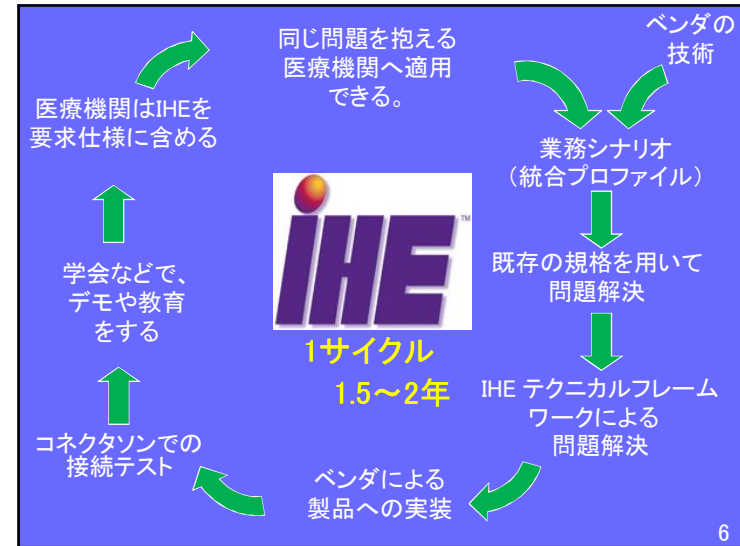 同じ問題を抱える
医療機関へ適用
できる。
ベンダの
技術
業務シナリオ
(統合プロファイル)
既存の規格を用いて
問題解決
IHE テクニカルフレーム
ワークによる
問題解決
ベンダによる
製品への実装
コネクタソンでの
接続テスト
学会などで、
デモや教育
をする
医療機関はIHEを
要求仕様に含める
IHE™
1サイクル
1.5~2年
6